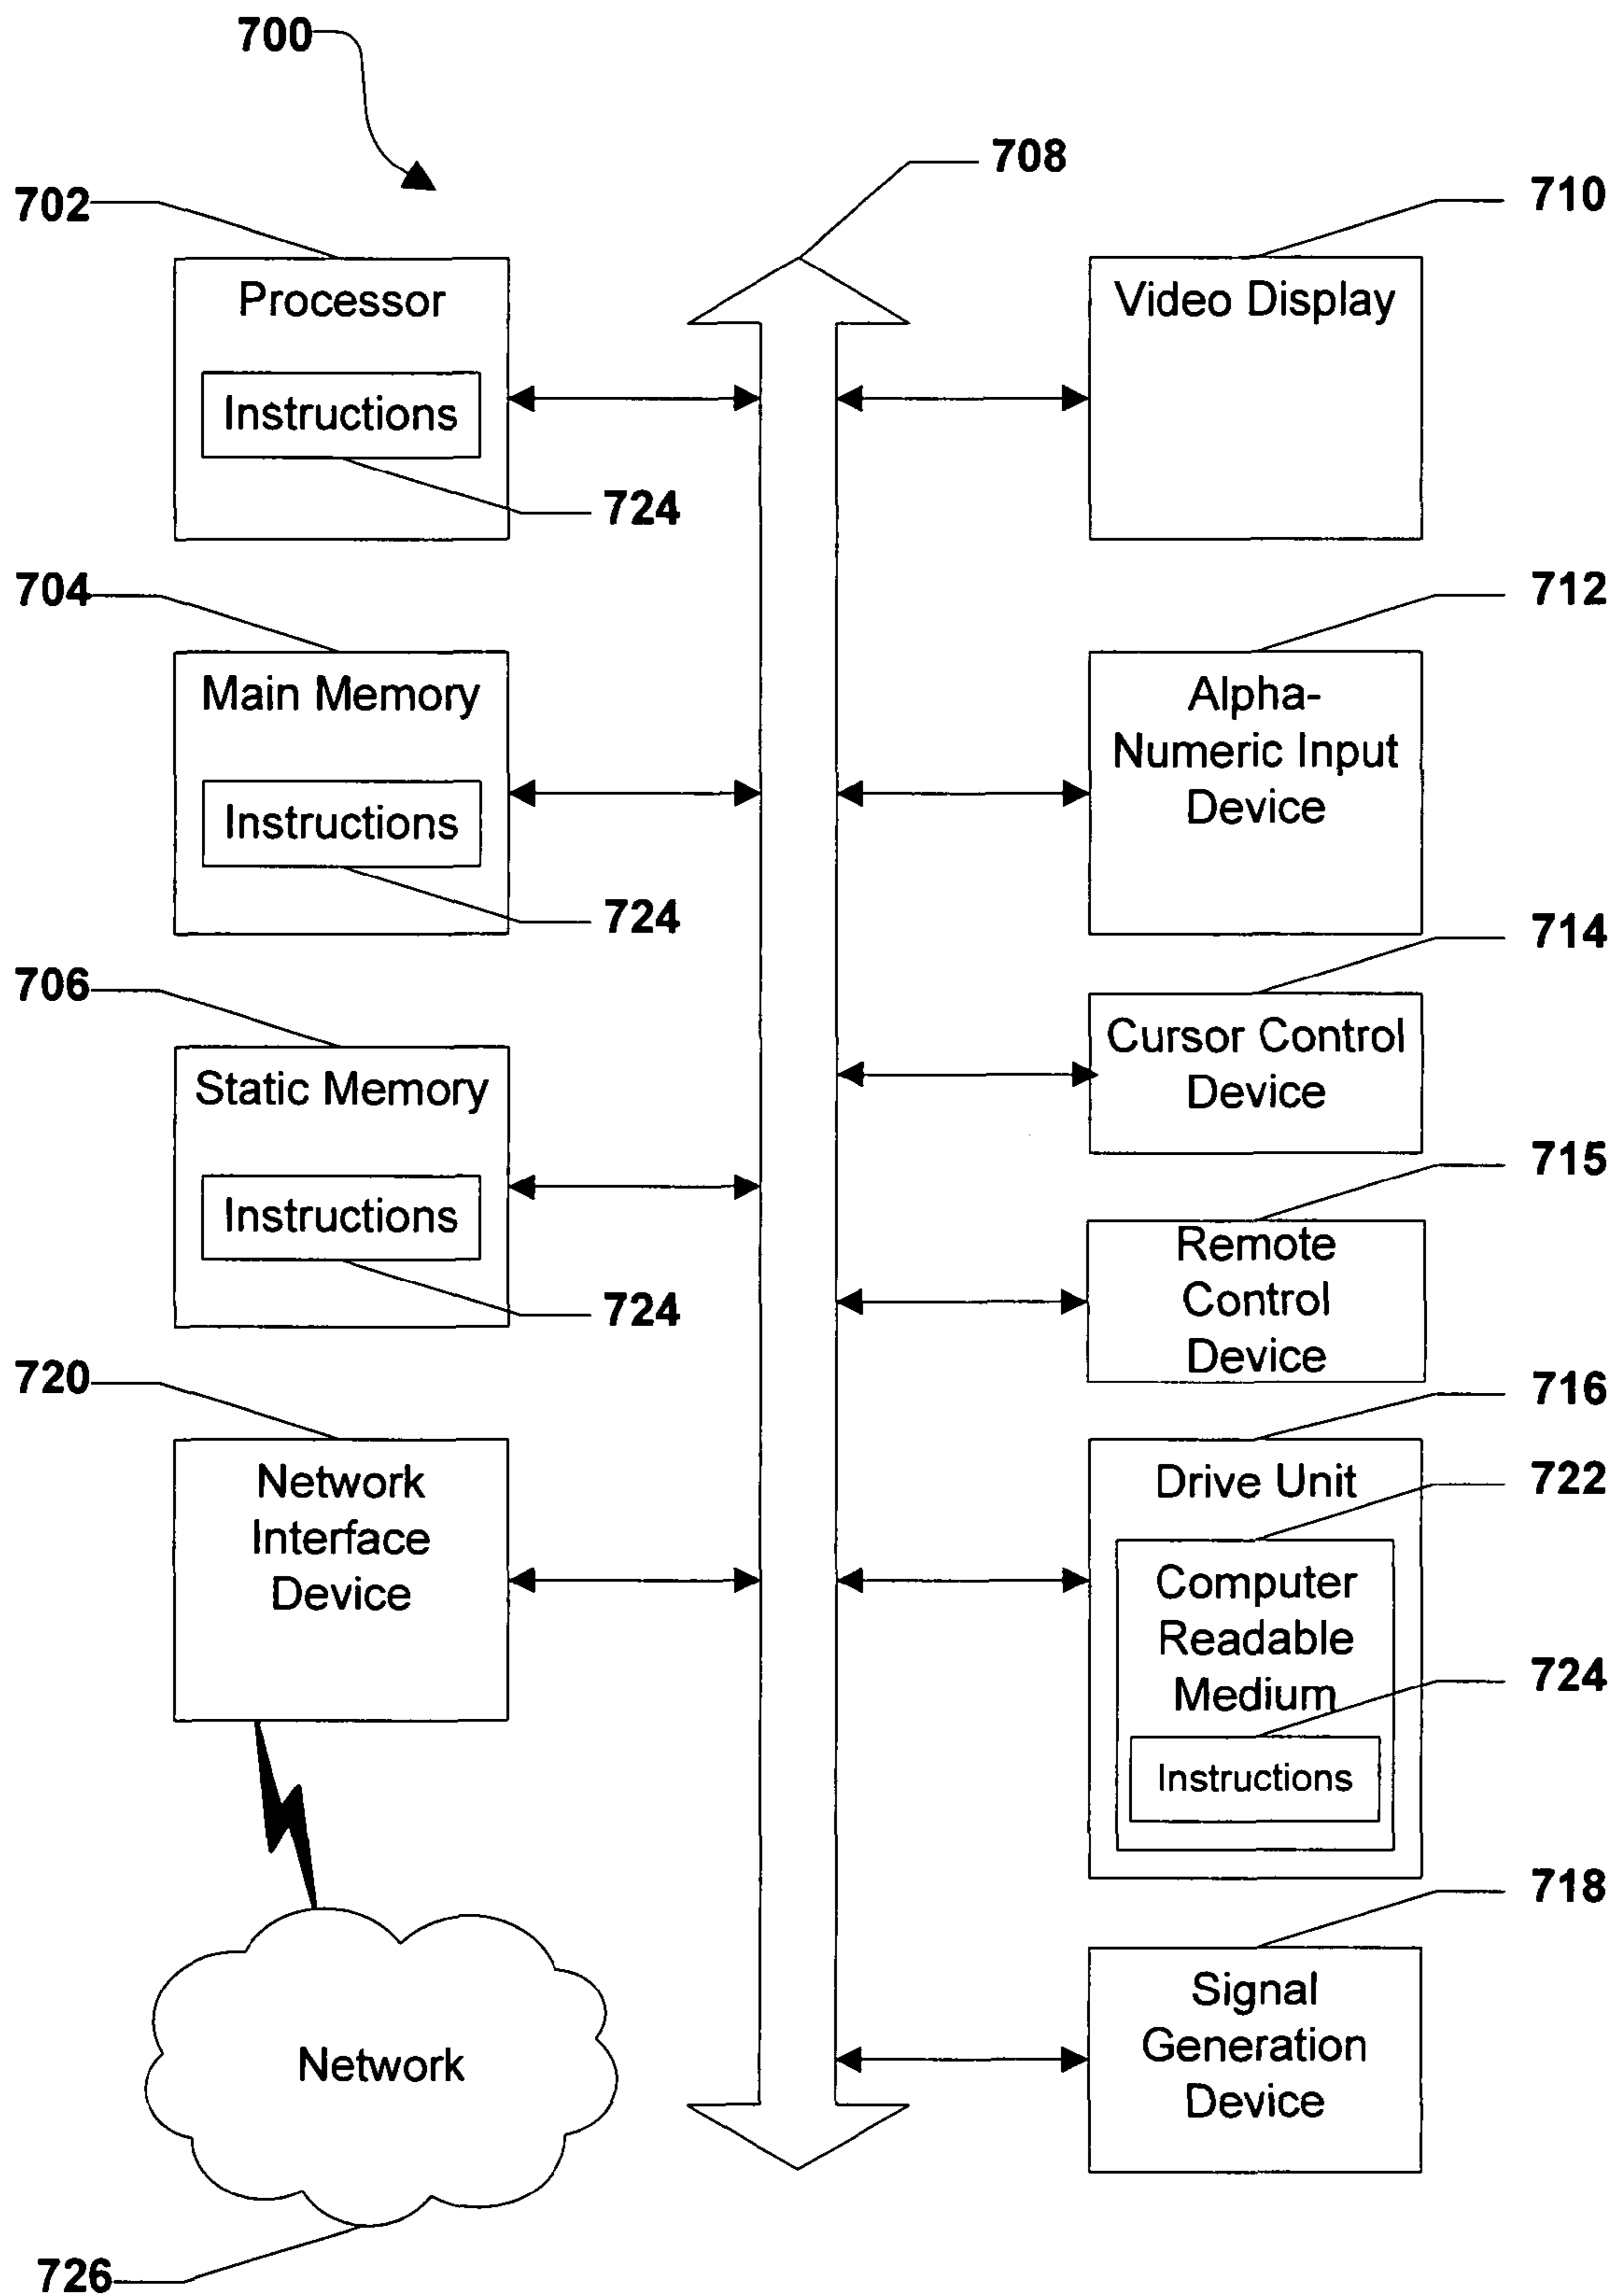 700
708
702
710
Processor
Video Display
Instructions
724
704
712
Main Memory
Alpha-
Numeric Input
Device
Instructions
724
714
706
Cursor Control
Device
Static Memory
715
Instructions
Remote
Control
Device
724
720
716
Network
Interface
Device
Drive Unit
722
Computer
Readable
Medium
724
Instructions
718
Signal
Generation
Device
Network
726